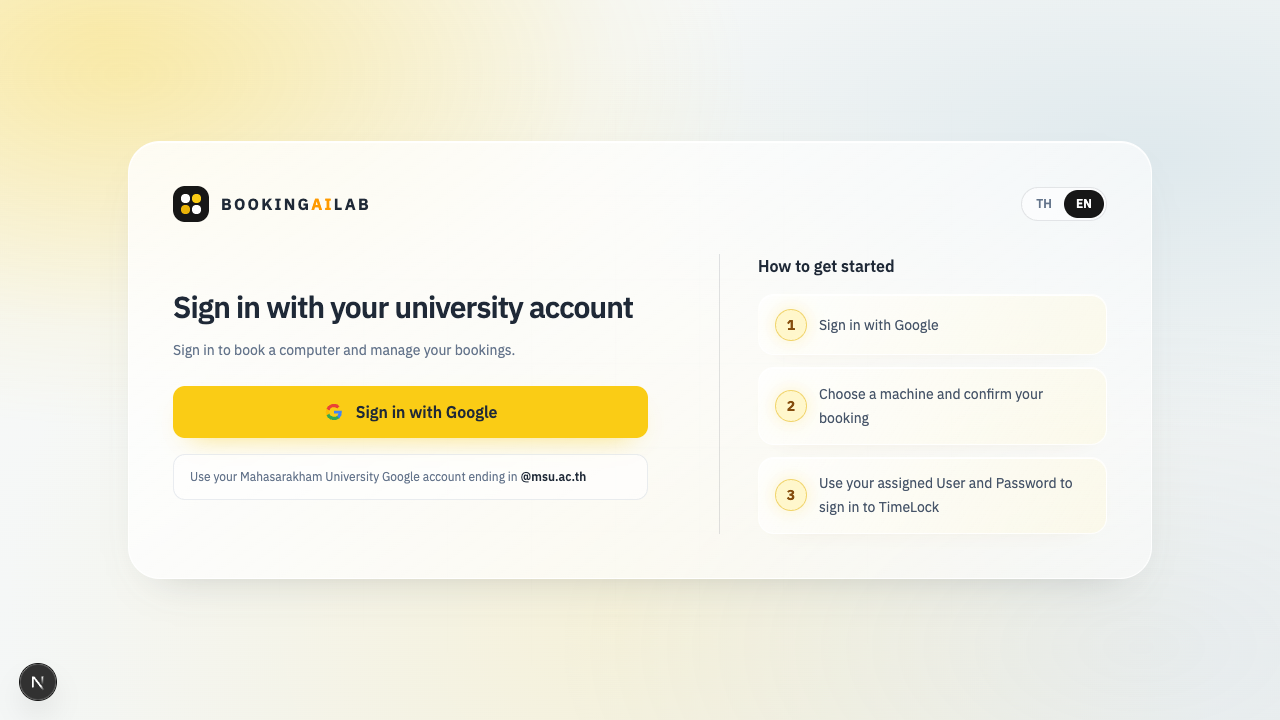 BOOKINGAILAB
TH
EN
Sign in with your university account
Sign in to book a computer and manage your bookings.
Sign in with Google
Use your Mahasarakham University Google account ending in @msu.ac.th
How to get started
1
Sign in with Google
2
Choose a machine and confirm your
booking
3
Use your assigned User and Password to
sign in to TimeLock
N